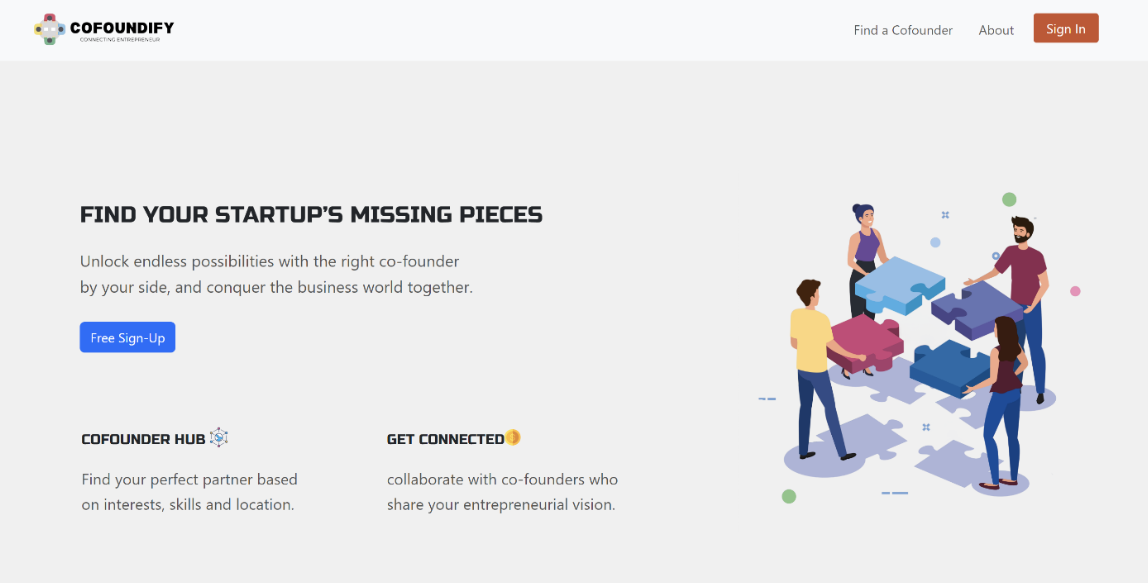 COFOUNDIFY
CONNECTING ENTREPRENEUR
Find a Cofounder
About
Sign In
FIND YOUR STARTUP’S MISSING PIECES
Unlock endless possibilities with the right co-founder
by your side, and conquer the business world together.
Free Sign-Up
COFOUNDER HUB
Find your perfect partner based
on interests, skills and location.
GET CONNECTED
collaborate with co-founders who
share your entrepreneurial vision.